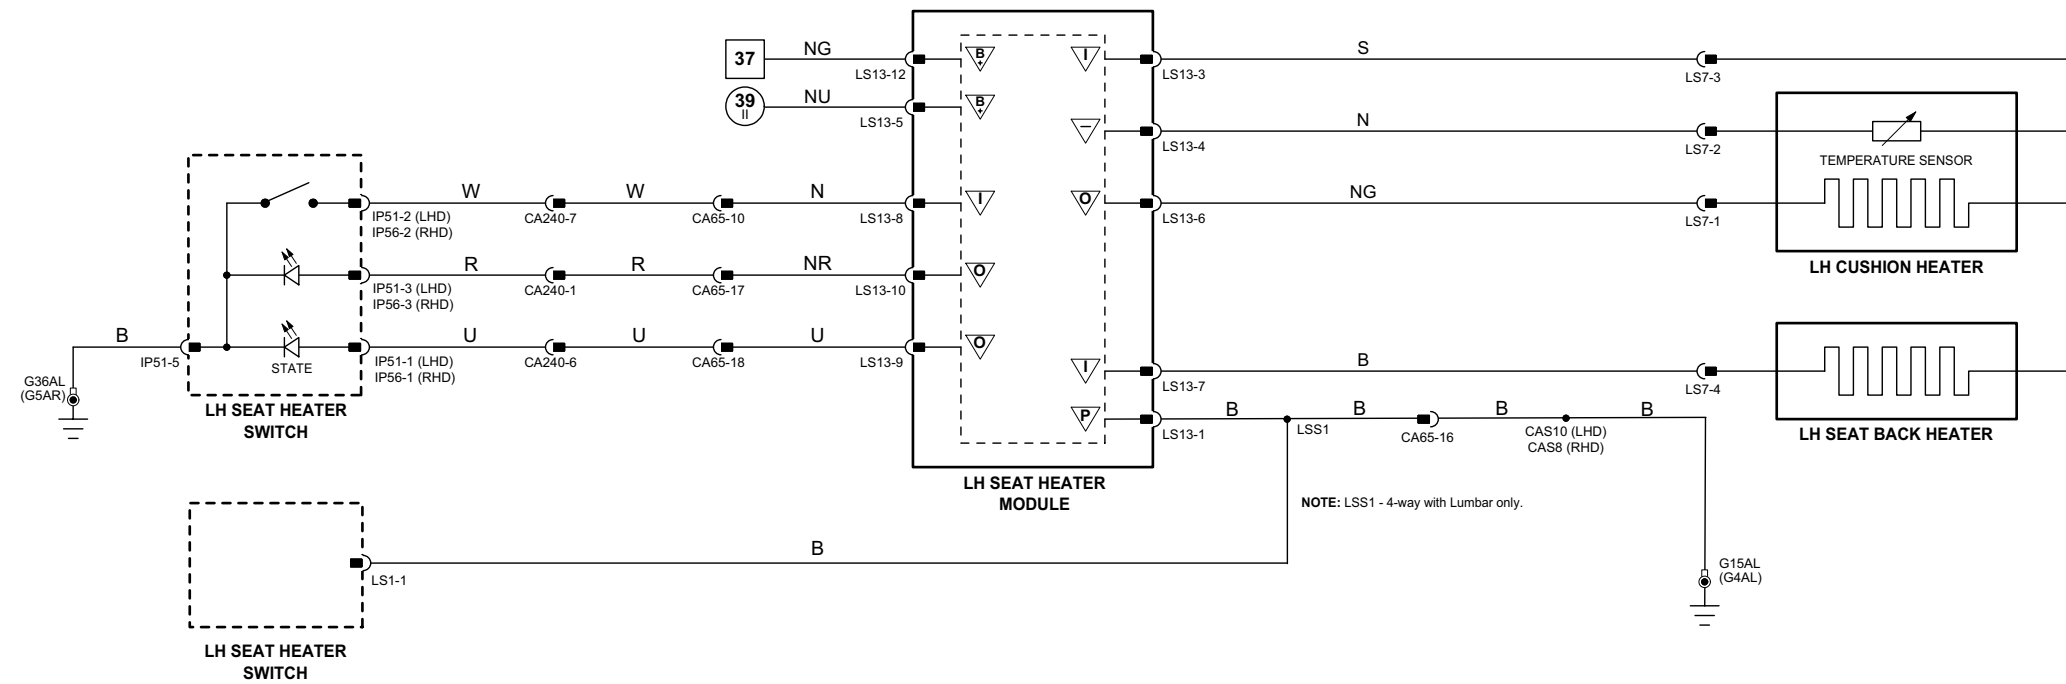 37 NG LS13-12 B+ I LS13-3 S LS7-3
39 II NU LS13-5 B+ – LS13-4 N LS7-2
TEMPERATURE SENSOR
W W N
IP51-2 (LHD) CA240-7 CA65-10 LS13-8 I O LS13-6 NG LS7-1
IP56-2 (RHD)
LH CUSHION HEATER
R R NR
IP51-3 (LHD) CA240-1 CA65-17 LS13-10 O
IP56-3 (RHD)
B U U U
IP51-5 STATE IP51-1 (LHD) CA240-6 CA65-18 LS13-9 O
IP56-1 (RHD)
G36AL
(G5AR)
LH SEAT HEATER
SWITCH
I LS13-7 B LS7-4
LH SEAT BACK HEATER
P LS13-1 B LSS1 B CA65-16 B CAS10 (LHD) B
CAS8 (RHD)
LH SEAT HEATER
MODULE
NOTE: LSS1 - 4-way with Lumbar only.
B
LS1-1
G15AL
(G4AL)
LH SEAT HEATER
SWITCH